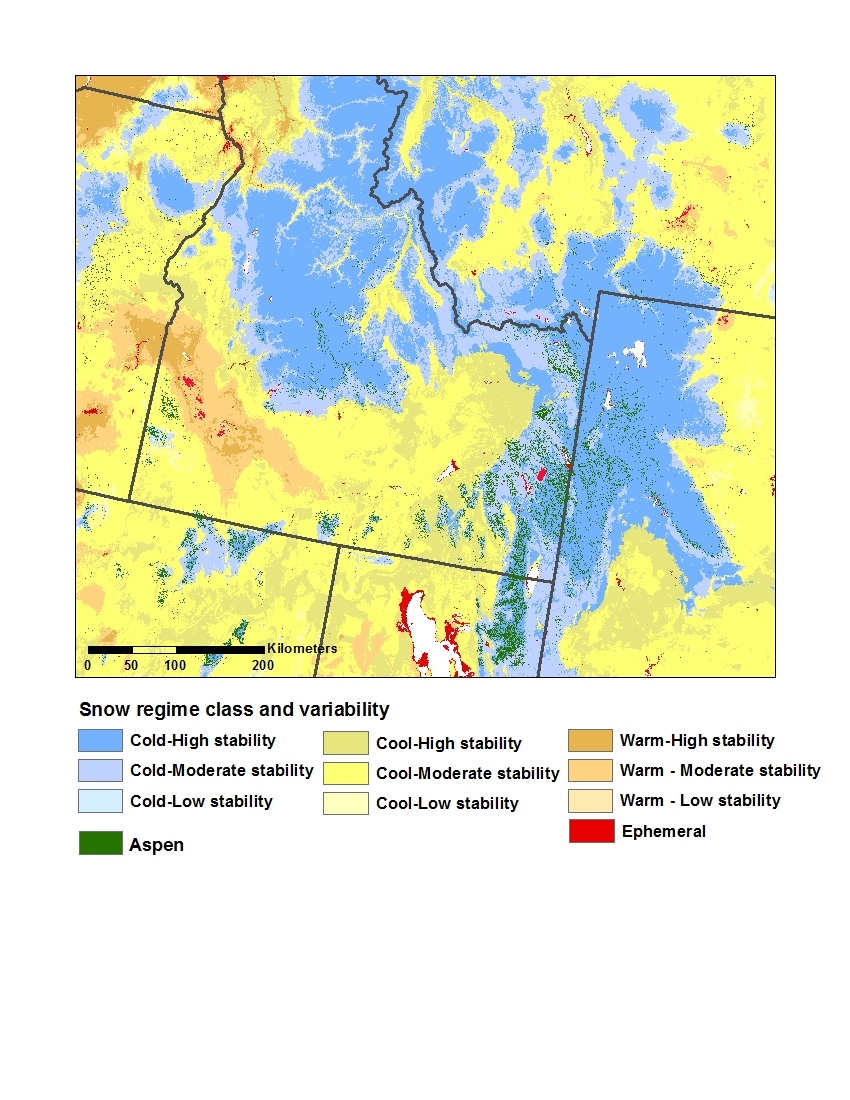 Kilometers
0 50 100 200
Snow regime class and variability
Cold-High stability
Cold-Moderate stability
Cold-Low stability
Aspen
Cool-High stability
Cool-Moderate stability
Cool-Low stability
Warm-High stability
Warm - Moderate stability
Warm - Low stability
Ephemeral